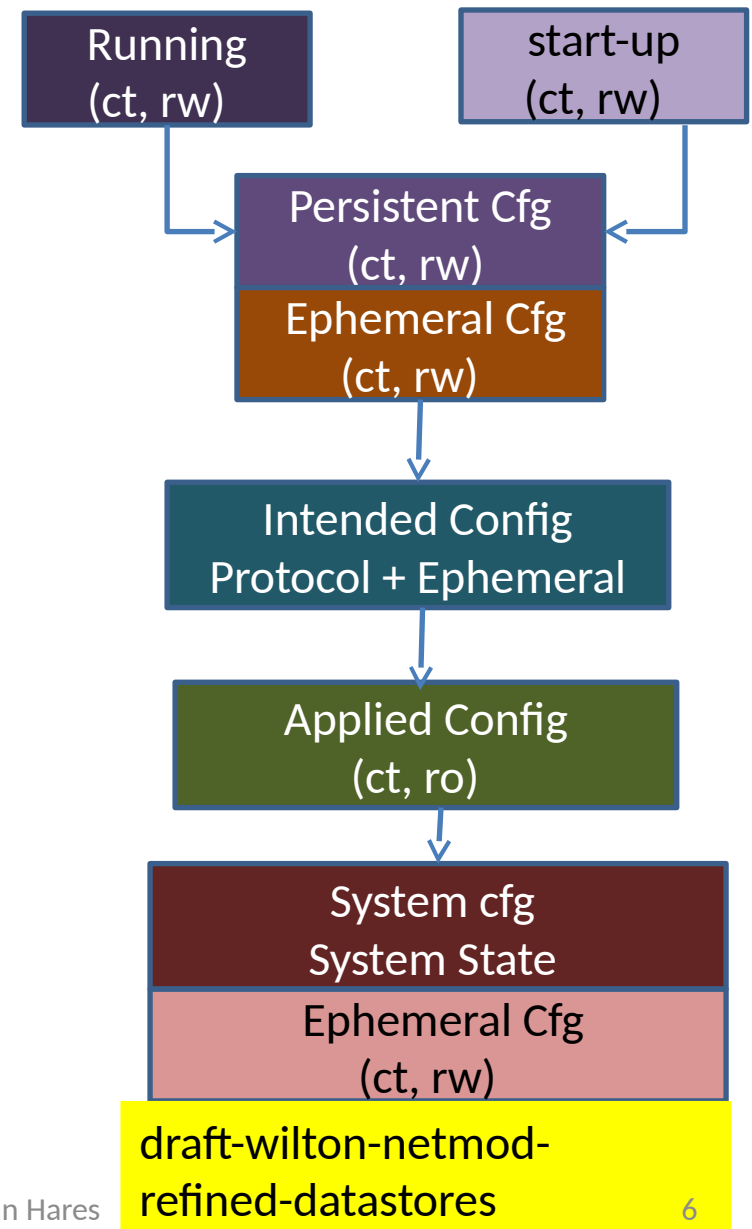 Running
(ct, rw)
start-up
(ct, rw)
Persistent Cfg
(ct, rw)
Ephemeral Cfg
(ct, rw)
Intended Config
Protocol + Ephemeral
Applied Config
(ct, ro)
System cfg
System State
Ephemeral Cfg
(ct, rw)
draft-wilton-netmod-
refined-datastores
n Hares
6